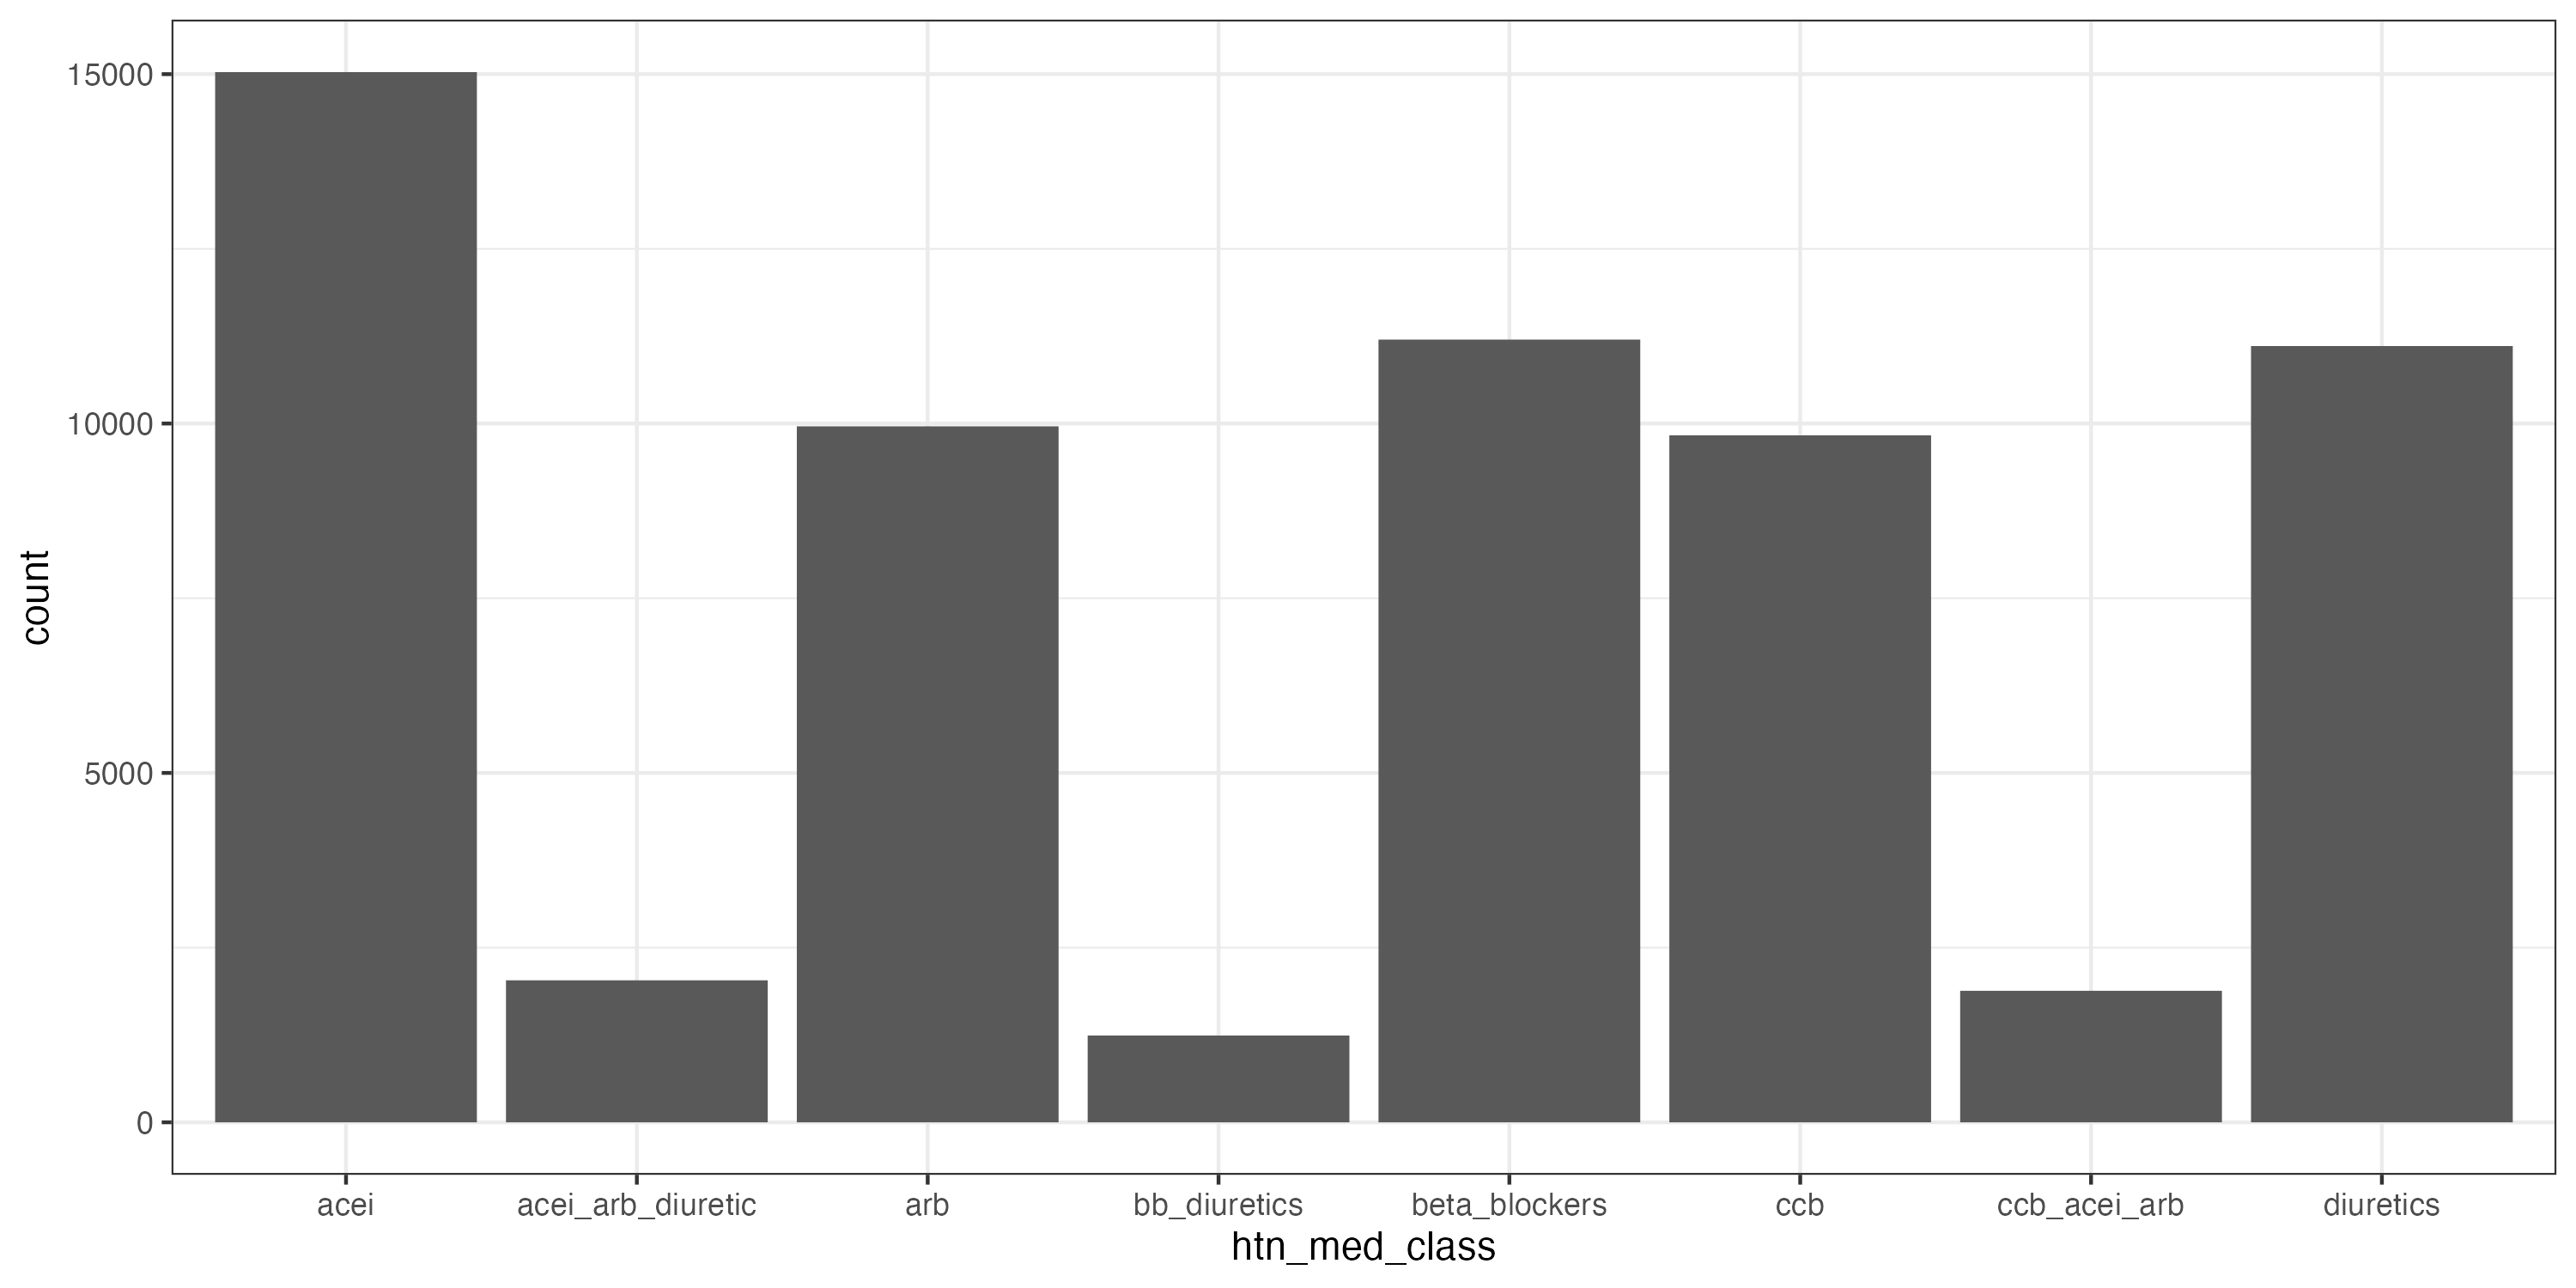 count
15000
10000
5000
0
acei acei_arb_diuretic arb bb_diuretics beta_blockers ccb ccb_acei_arb diuretics
htn_med_class